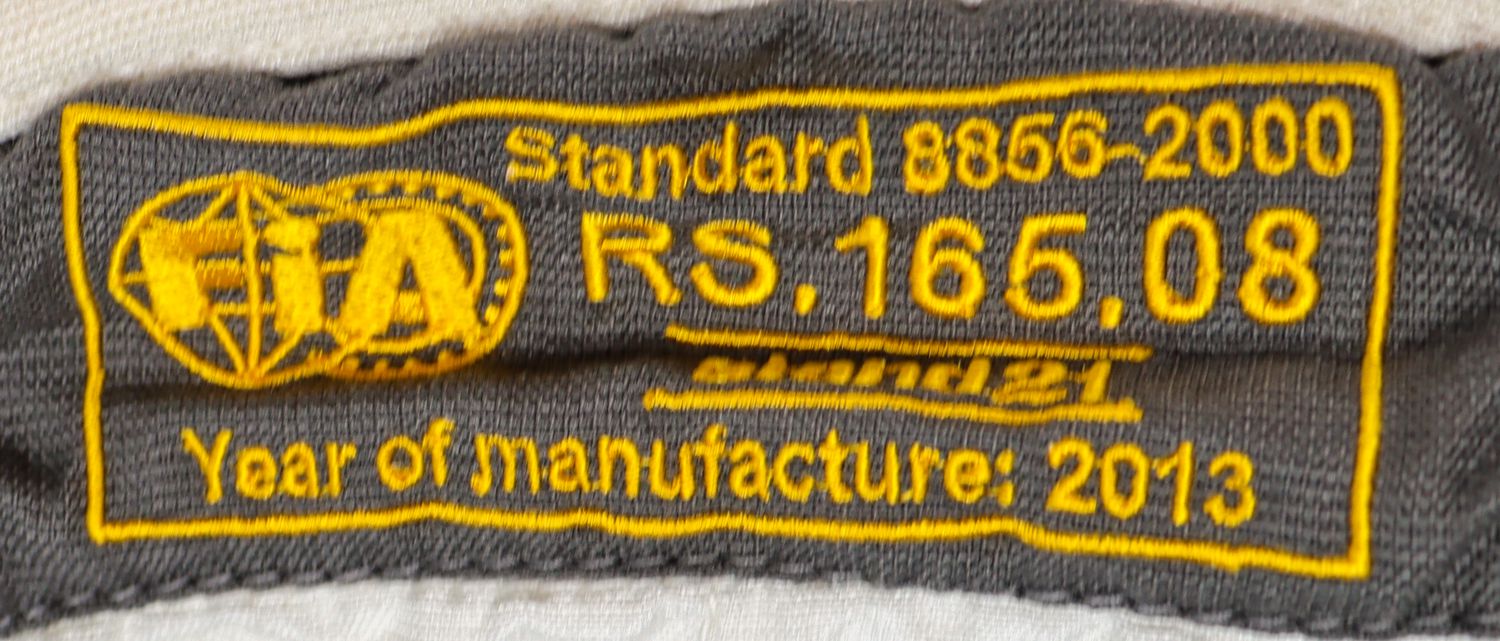 FIA
Standard 8856-2000
RS.165.08
stand21
Year of manufacture: 2013